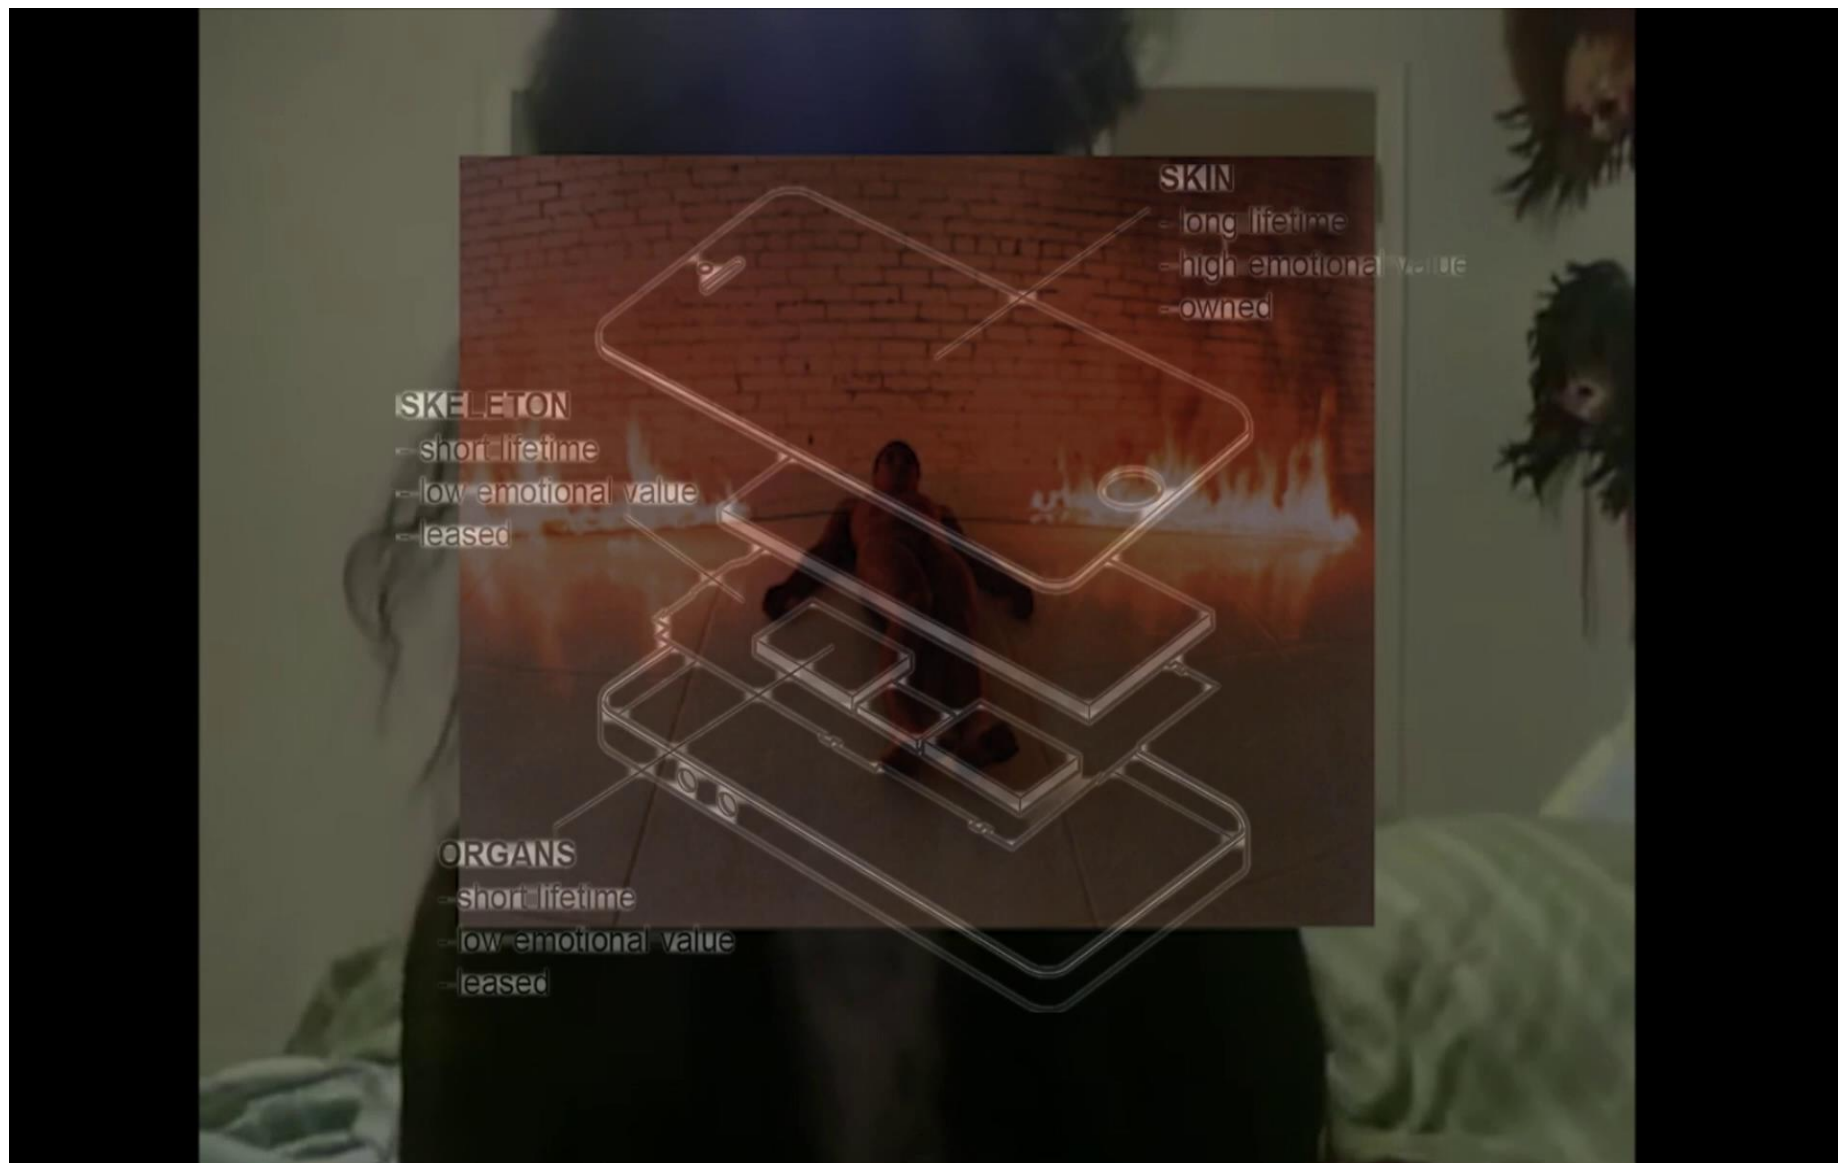 SKIN
- long lifetime
- high emotional value
- owned
SKELETON
- short lifetime
- low emotional value
- leased
ORGANS
- short lifetime
- low emotional value
- leased